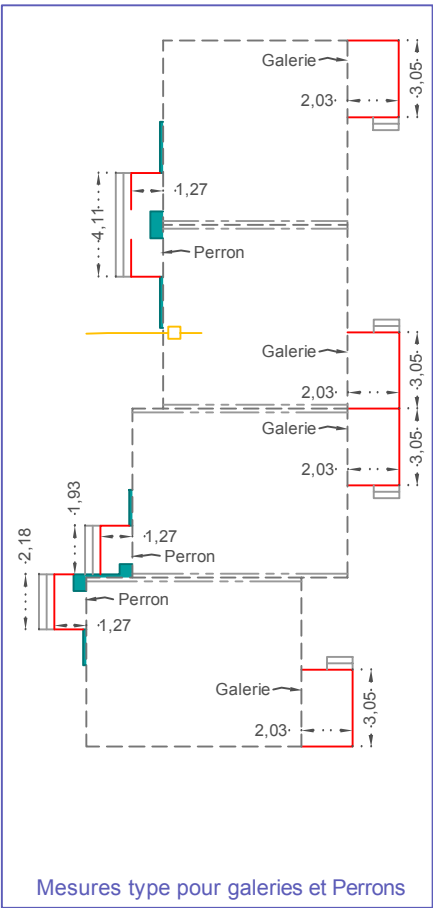 Galerie
2,03
3,05
4,11
1,27
Perron
Galerie
2,03
3,05
Galerie
2,03
3,05
1,93
1,27
Perron
2,18
Perron
1,27
Galerie
2,03
3,05
Mesures type pour galeries et Perrons